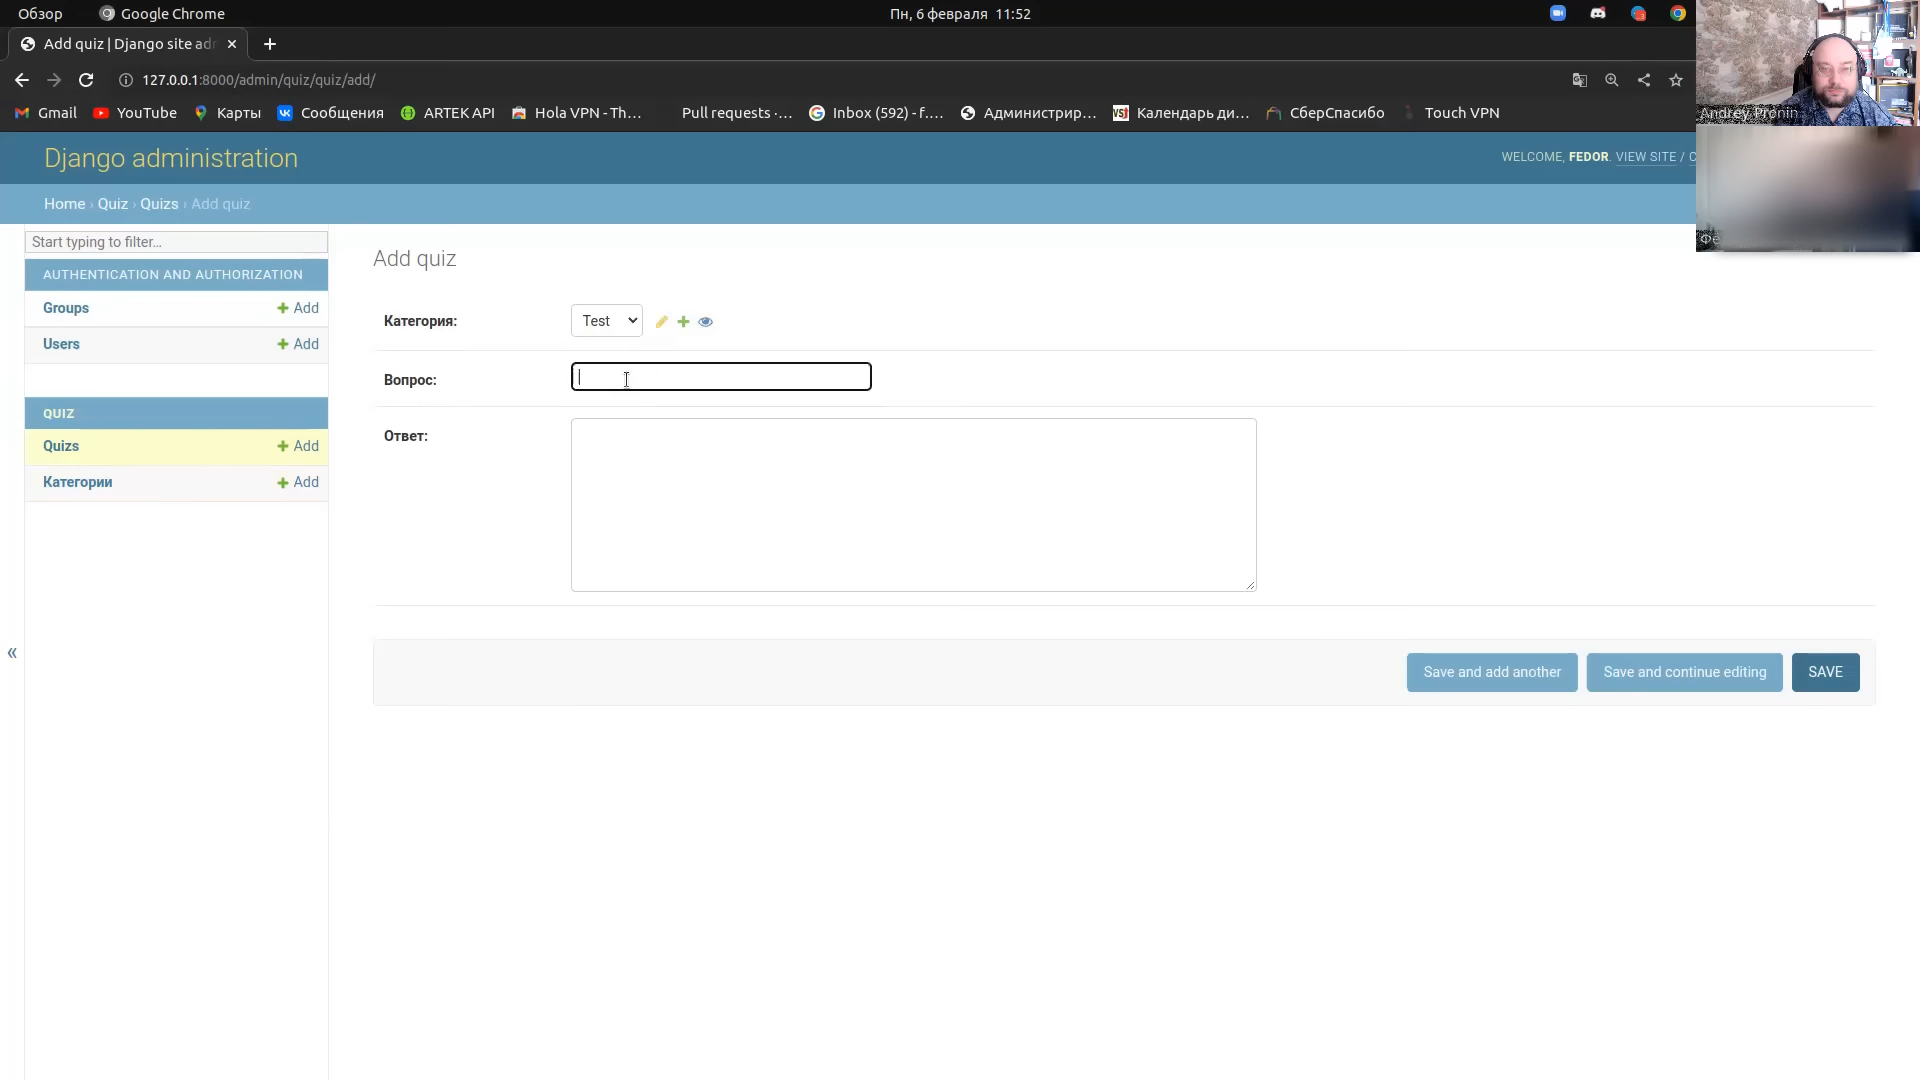 Обзор
Google Chrome
Пн, 6 февраля 11:52
Add quiz | Django site adr
127.0.0.1:8000/admin/quiz/quiz/add/
Gmail
YouTube
Карты
Сообщения
ARTEK API
Hola VPN - Th...
Pull requests ·...
Inbox (592) - f....
Администрир...
Календарь ди...
СберСпасибо
Touch VPN
Andrey Pronin
Django administration
WELCOME, FEDOR. VIEW SITE / C
Home › Quiz › Quizs › Add quiz
Фё
Start typing to filter...
AUTHENTICATION AND AUTHORIZATION
Groups
Add
Users
Add
QUIZ
Quizs
Add
Категории
Add
Add quiz
Категория:
Test
Вопрос:
Ответ:
«
Save and add another
Save and continue editing
SAVE